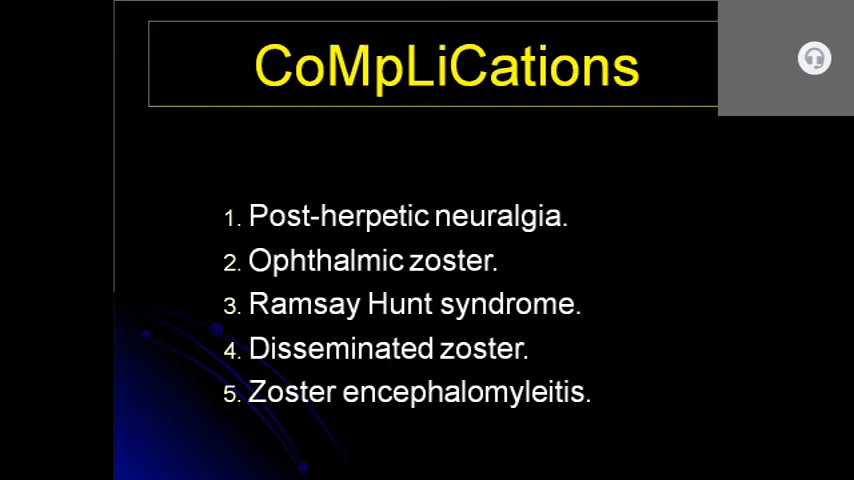 CoMpLiCations
1. Post-herpetic neuralgia.
2. Ophthalmic zoster.
3. Ramsay Hunt syndrome.
4. Disseminated zoster.
5. Zoster encephalomyleitis.